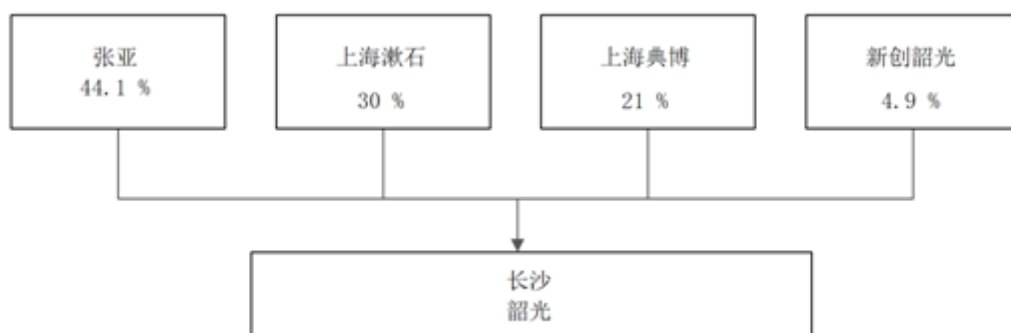 张亚
44.1 %
上海漱石
30 %
上海典博
21 %
新创韶光
4.9 %
长沙
韶光